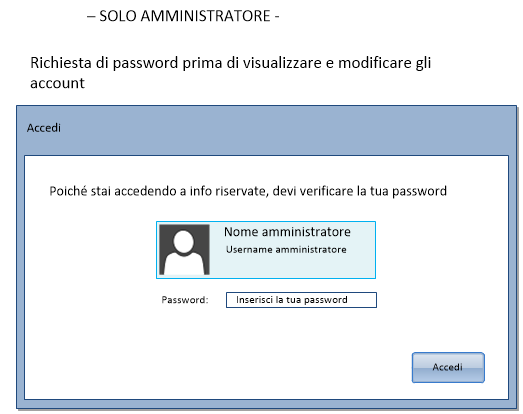 – SOLO AMMINISTRATORE -
Richiesta di password prima di visualizzare e modificare gli
account
Accedi
Poiché stai accedendo a info riservate, devi verificare la tua password
Nome amministratore
Username amministratore
Password: Inserisci la tua password
Accedi